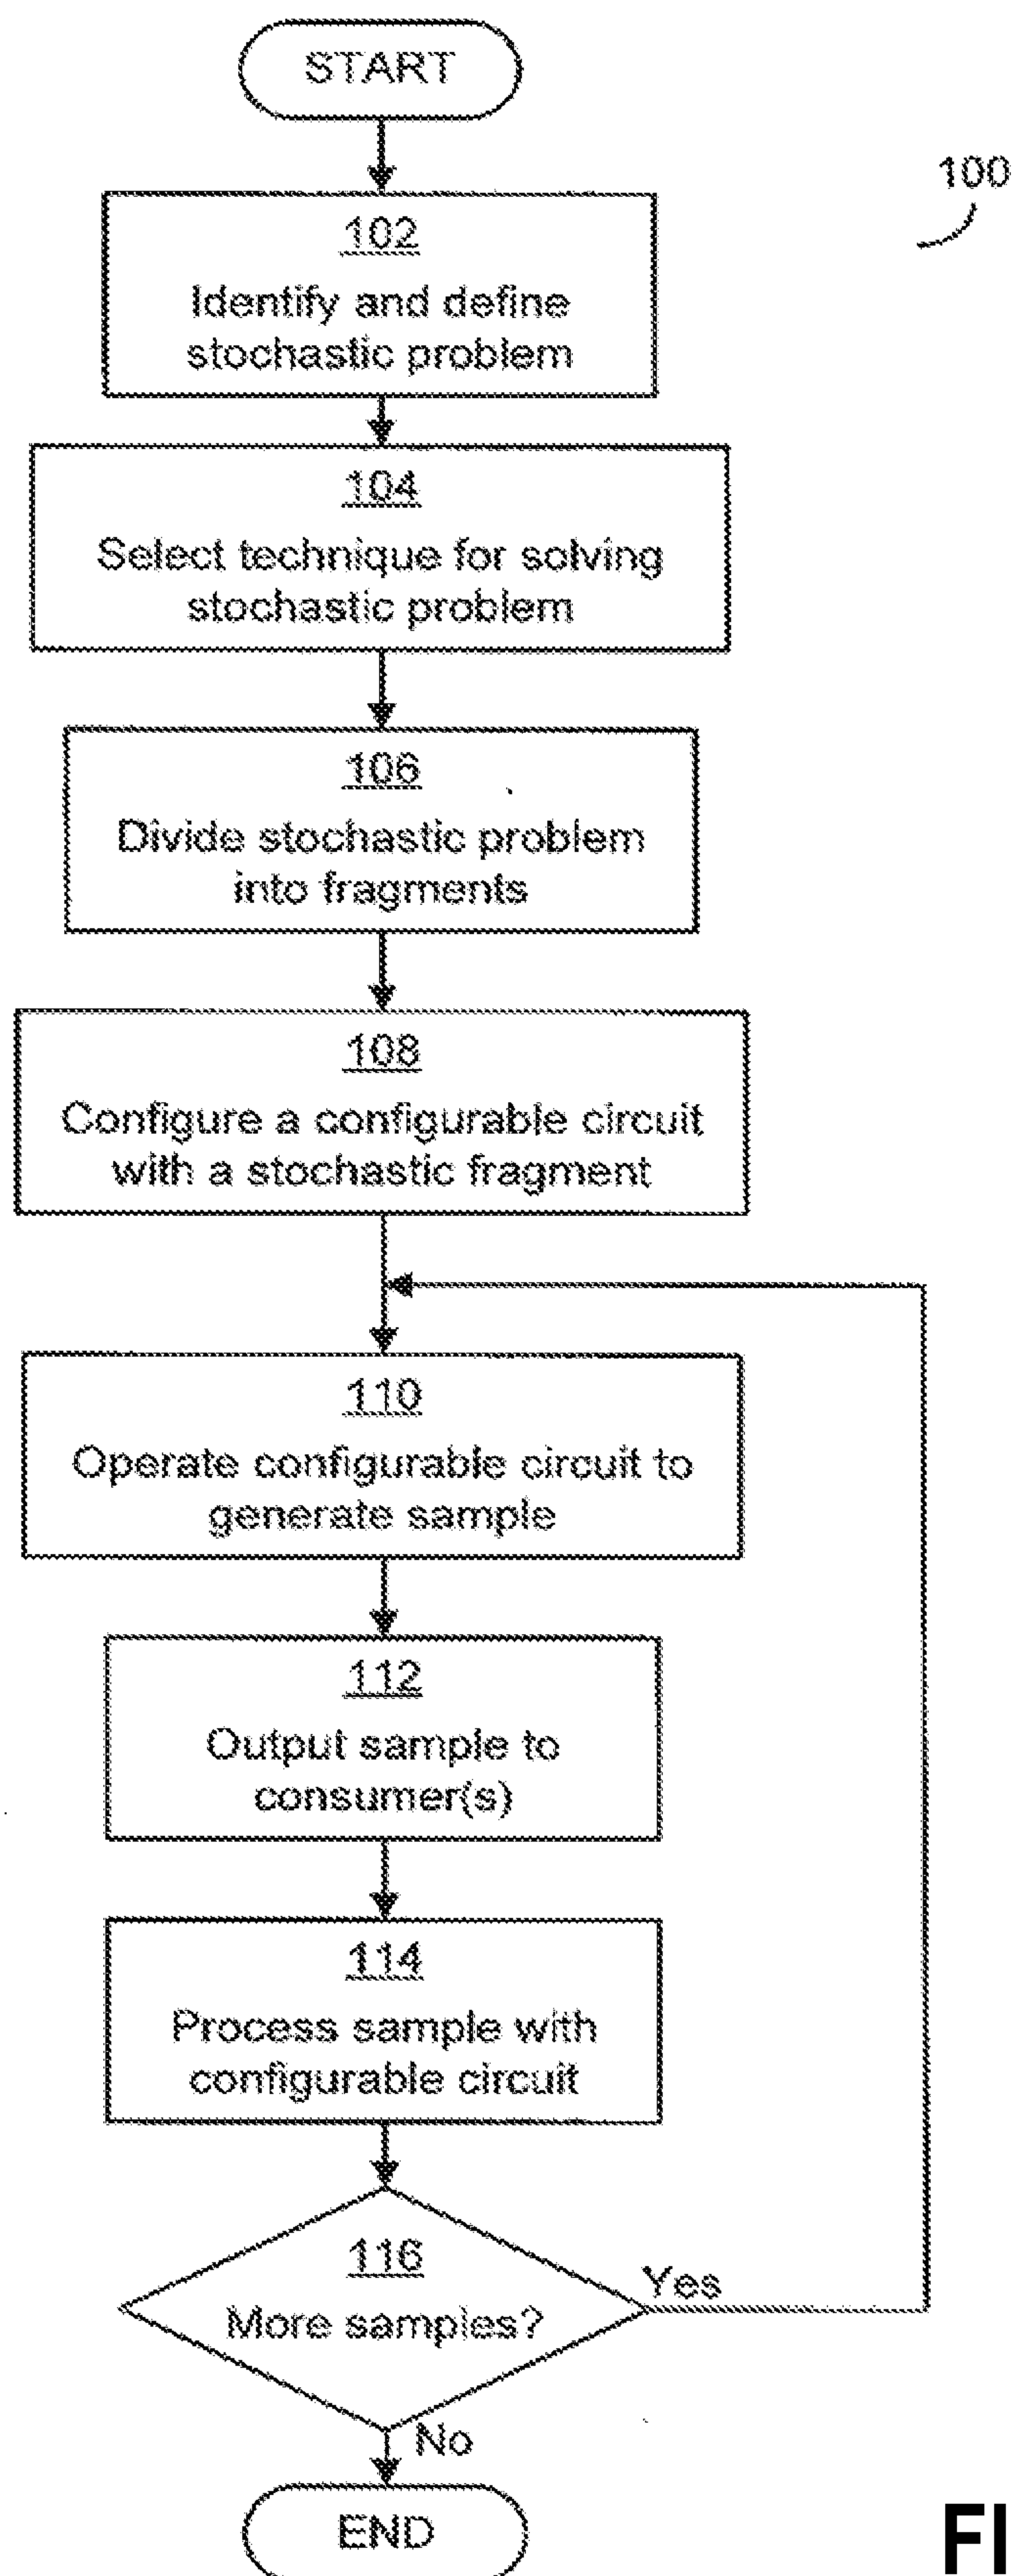 START
100
102
Identify and define
stochastic problem
104
Select technique for solving
stochastic problem
106
Divide stochastic problem
into fragments
108
Configure a configurable circuit
with a stochastic fragment
110
Operate configurable circuit to
generate sample
112
Output sample to
consumer(s)
114
Process sample with
configurable circuit
116
More samples?
Yes
No
END
FI